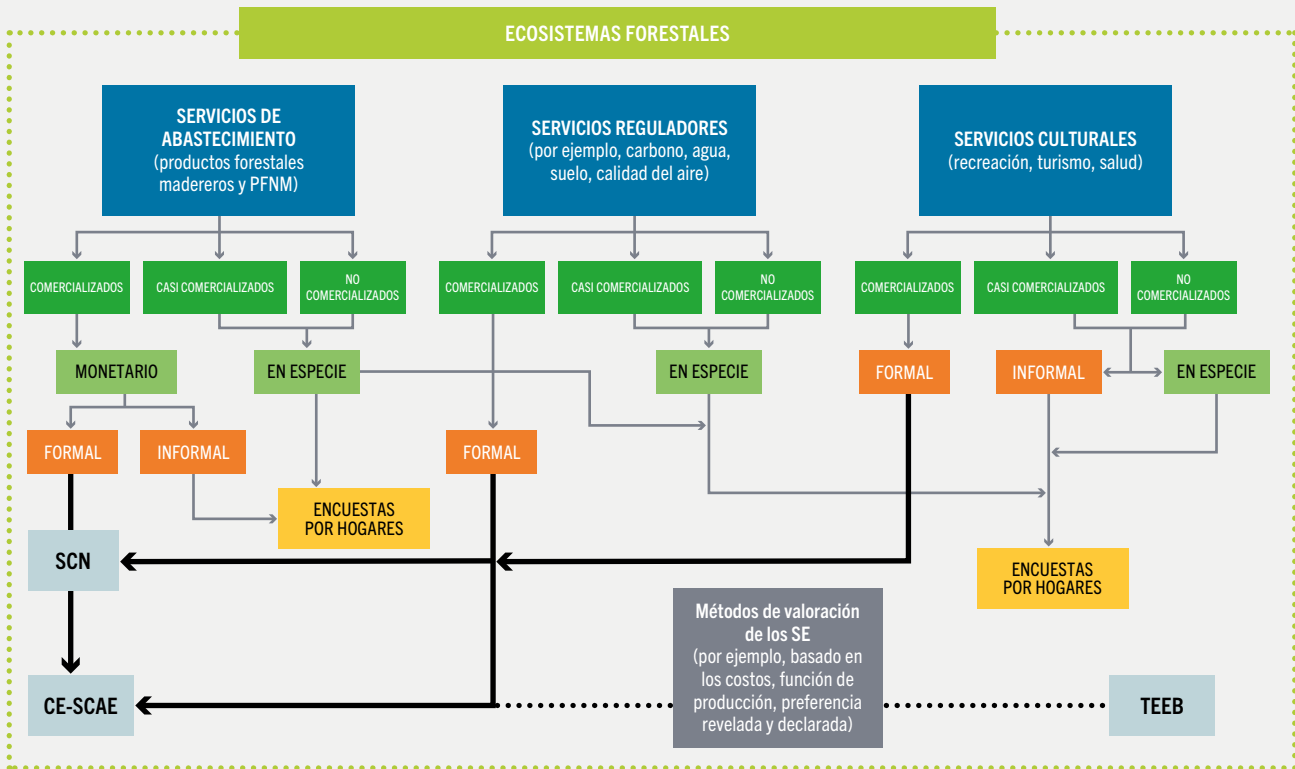 ECOSISTEMAS FORESTALES
SERVICIOS DE
ABASTECIMIENTO
(productos forestales
madereros y PFNM)
SERVICIOS REGULADORES
(por ejemplo, carbono, agua,
suelo, calidad del aire)
SERVICIOS CULTURALES
(recreación, turismo, salud)
COMERCIALIZADOS
CASI COMERCIALIZADOS
NO
COMERCIALIZADOS
COMERCIALIZADOS
CASI COMERCIALIZADOS
NO
COMERCIALIZADOS
COMERCIALIZADOS
CASI COMERCIALIZADOS
NO
COMERCIALIZADOS
MONETARIO
EN ESPECIE
EN ESPECIE
FORMAL
INFORMAL
EN ESPECIE
FORMAL
INFORMAL
FORMAL
ENCUESTAS
POR HOGARES
SCN
ENCUESTAS
POR HOGARES
Métodos de valoración
de los SE
(por ejemplo, basado en
los costos, función de
producción, preferencia
revelada y declarada)
CE-SCAE
TEEB